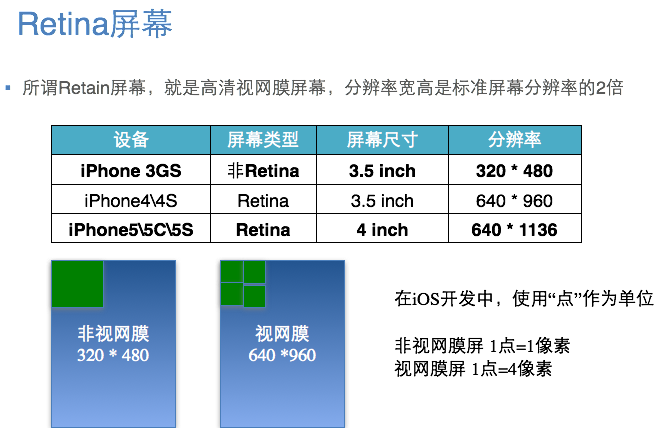 Retina屏幕
所谓Retain屏幕，就是高清视网膜屏幕，分辨率宽高是标准屏幕分辨率的2倍
设备 屏幕类型 屏幕尺寸 分辨率
iPhone 3GS 非Retina 3.5 inch 320 * 480
iPhone4\4S Retina 3.5 inch 640 * 960
iPhone5\5C\5S Retina 4 inch 640 * 1136
非视网膜
320 * 480
视网膜
640 *960
在iOS开发中，使用“点”作为单位
非视网膜屏 1点=1像素
视网膜屏 1点=4像素